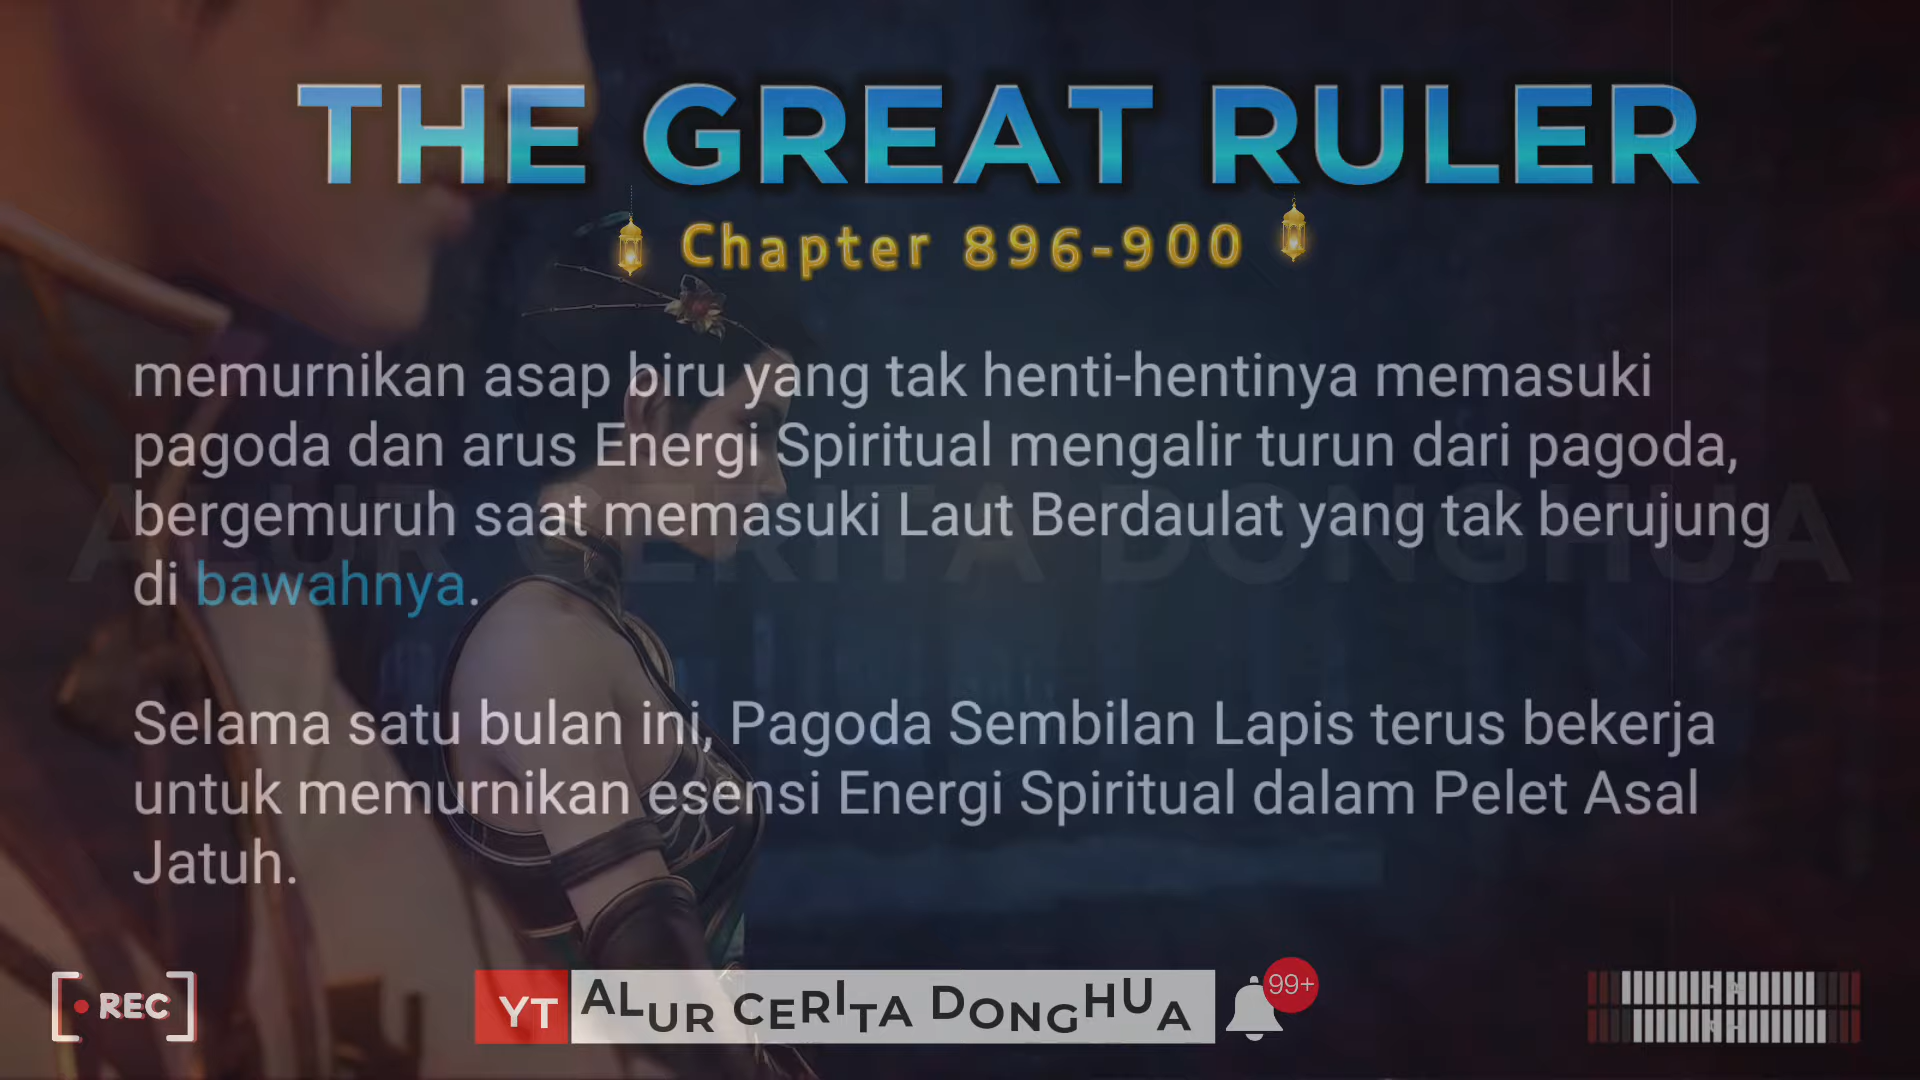 THE GREAT RULER
Chapter 896-900
memurnikan asap biru yang tak henti-hentinya memasuki
pagoda dan arus Energi Spiritual mengalir turun dari pagoda,
bergemuruh saat memasuki Laut Berdaulat yang tak berujung
di bawahnya.
ALUR CERITA DONGHUA
Selama satu bulan ini, Pagoda Sembilan Lapis terus bekerja
untuk memurnikan esensi Energi Spiritual dalam Pelet Asal
Jatuh.
REC
YT ALUR CERITA DONGHUA
99+